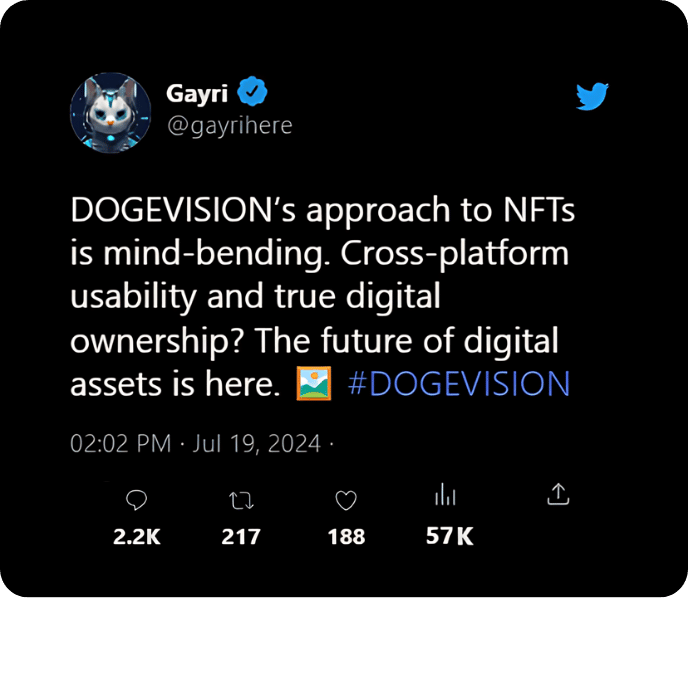 Gayri
@gayrihere
DOGEVISION’s approach to NFTs
is mind-bending. Cross-platform
usability and true digital
ownership? The future of digital
assets is here. 🖼️ #DOGEVISION
02:02 PM · Jul 19, 2024 ·
2.2K 217 188 57K